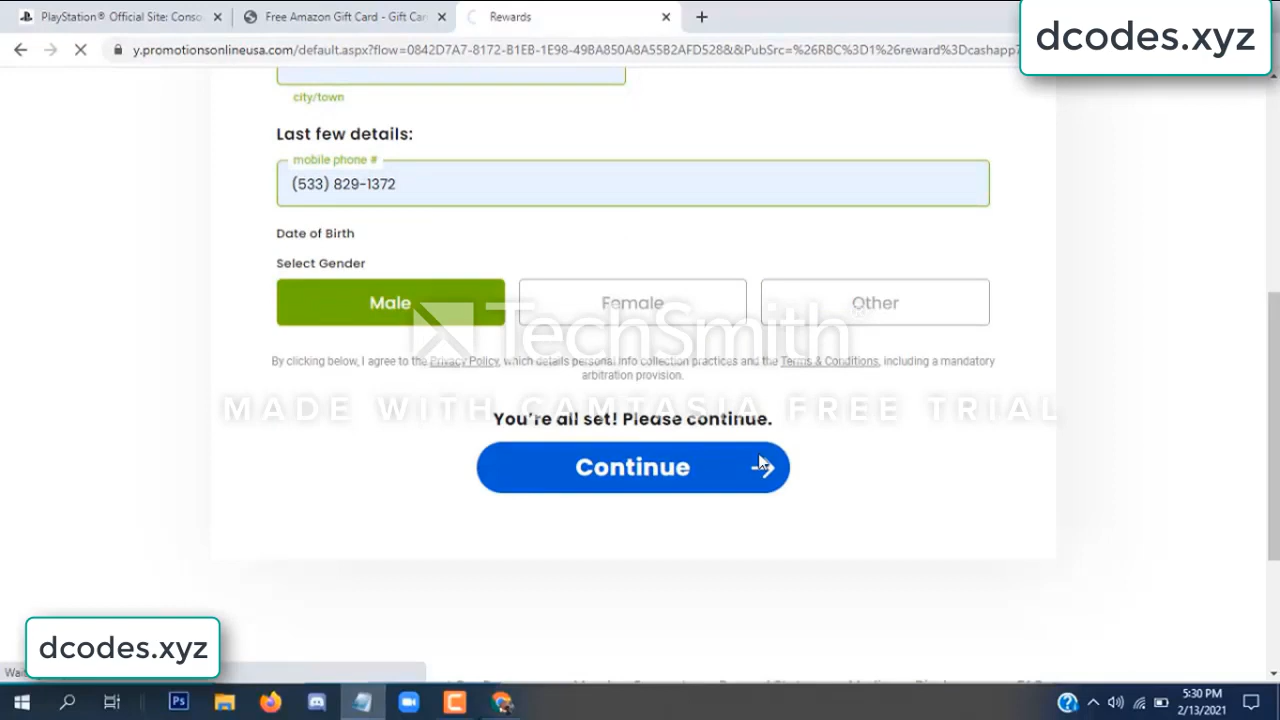 PlayStation® Official Site: Conso
Free Amazon Gift Card - Gift Car
Rewards
y.promotionsonlineusa.com/default.aspx?flow=0842D7A7-8172-B1EB-1E98-49BA850A8A55B2AFD528&&PubSrc=%26RBC%3D1%26reward%3Dcashapp
dcodes.xyz
city/town
Last few details:
mobile phone #
(533) 829-1372
Date of Birth
Select Gender
Male
Female
Other
TechSmith
By clicking below, I agree to the Privacy Policy, which details personal info collection practices and the Terms & Conditions, including a mandatory
arbitration provision.
MADE WITH CAMTASIA FREE TRIAL
You're all set! Please continue.
Continue
dcodes.xyz
Wai
Ps
5:30 PM
2/13/2021